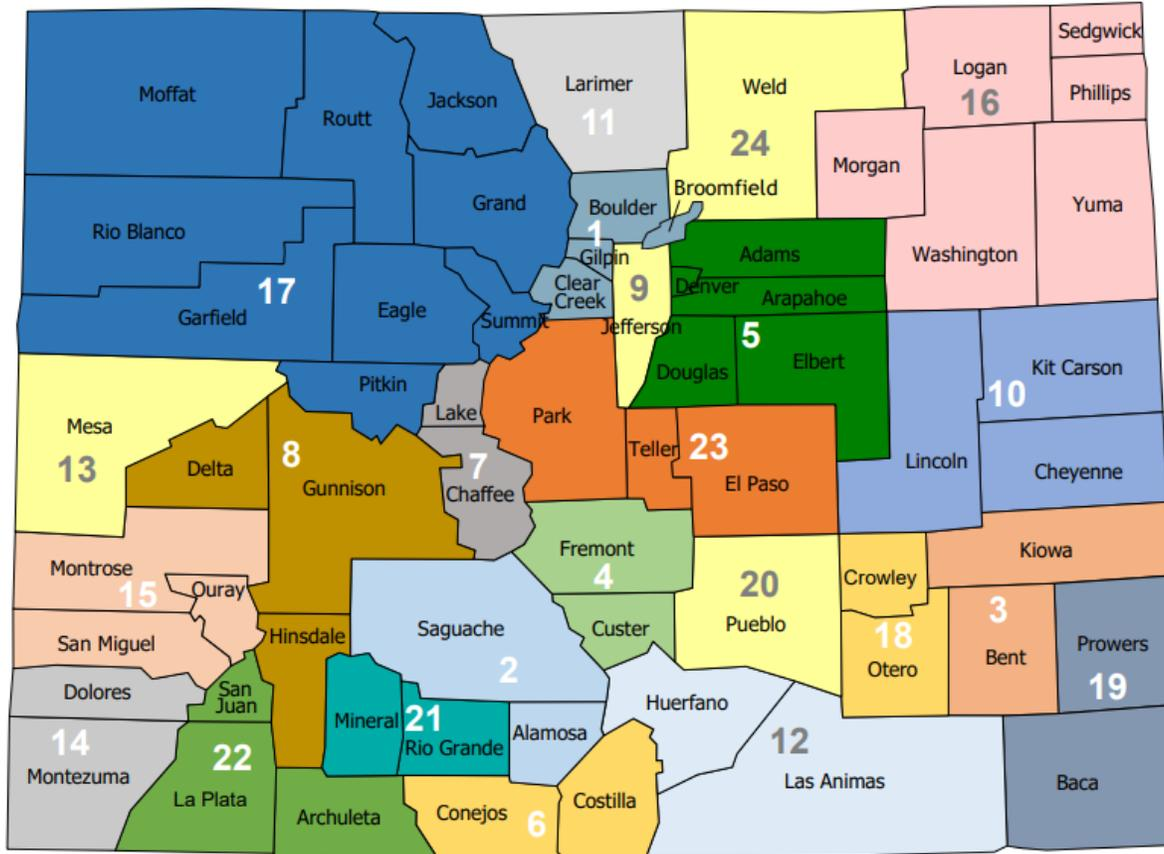 Sedgwick
Logan
16
Phillips
Moffat
Routt
Jackson
Larimer
11
Weld
24
Morgan
Yuma
Washington
Rio Blanco
Grand
Boulder
1
Broomfield
Gilpin
Clear
Creek
9
Jefferson
Adams
Denver
Arapahoe
17
Garfield
Eagle
Summit
Douglas
5
Elbert
Kit Carson
10
Lincoln
Cheyenne
Pitkin
Lake
Park
Teller
23
El Paso
Mesa
13
Delta
8
Gunnison
7
Chaffee
Fremont
4
Custer
20
Pueblo
Crowley
Kiowa
18
Otero
3
Bent
Prowers
19
Montrose
15
Ouray
San Miguel
Hinsdale
Saguache
2
Dolores
San
Juan
Mineral
21
Rio Grande
Alamosa
Huerfano
12
Las Animas
Baca
14
Montezuma
22
La Plata
Archuleta
Conejos
6
Costilla